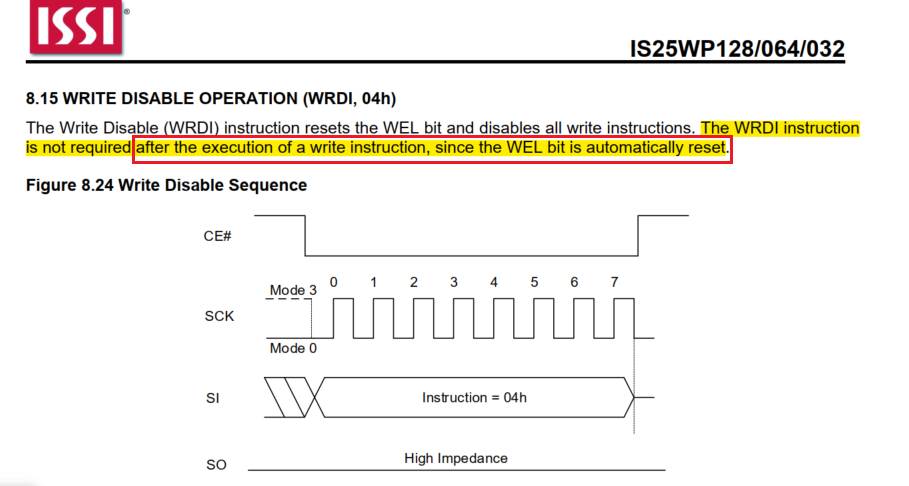 ISSI®
IS25WP128/064/032
8.15 WRITE DISABLE OPERATION (WRDI, 04h)
The Write Disable (WRDI) instruction resets the WEL bit and disables all write instructions. The WRDI instruction
is not required after the execution of a write instruction, since the WEL bit is automatically reset.
Figure 8.24 Write Disable Sequence
CE#
Mode 3 0 1 2 3 4 5 6 7
SCK
Mode 0
SI Instruction = 04h
SO High Impedance